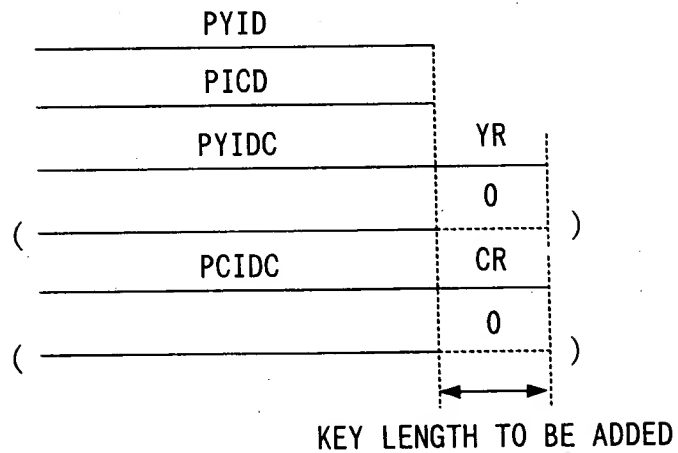 PYID
PICD
PYIDC YR
0
( )
PCIDC CR
0
( )
KEY LENGTH TO BE ADDED